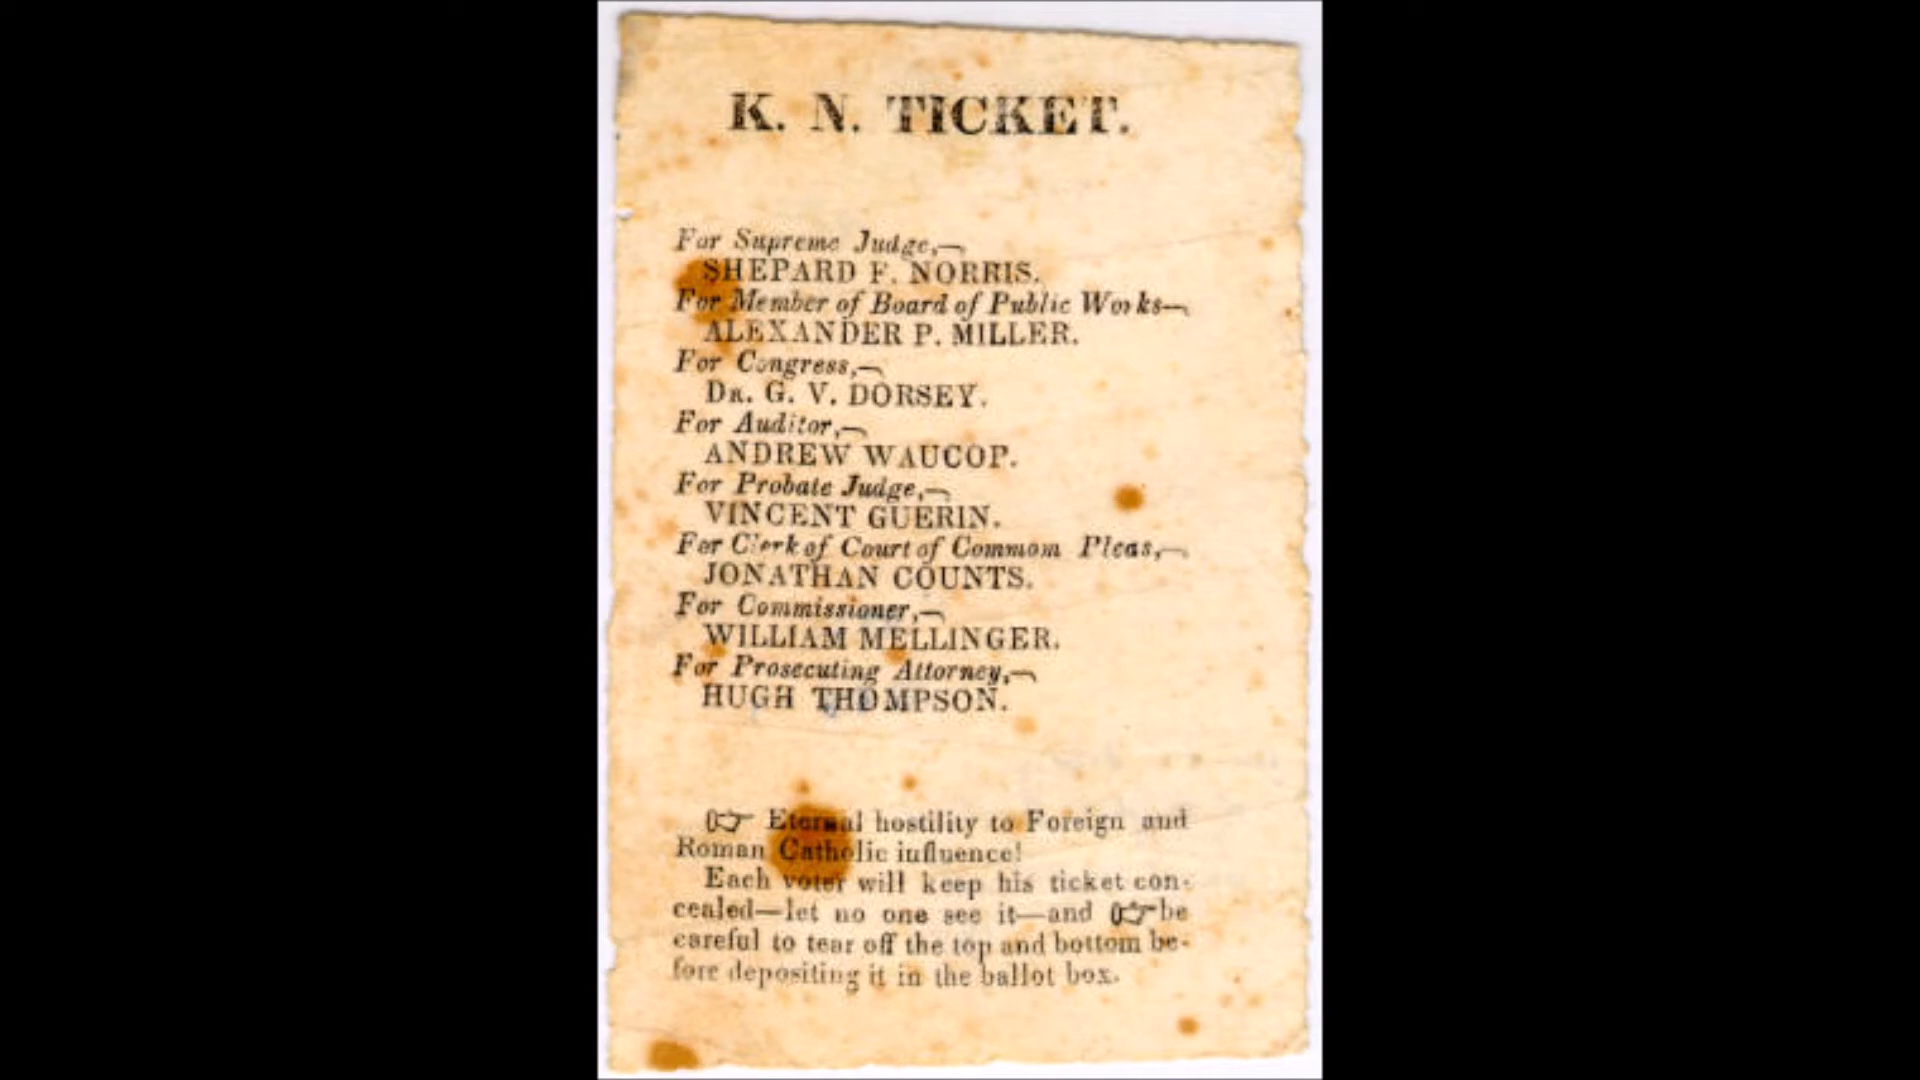 K. N. TICKET.
For Supreme Judge,—
SHEPARD F. NORRIS.
For Member of Board of Public Works—
ALEXANDER P. MILLER.
For Congress,—
DR. G. V. DORSEY.
For Auditor,—
ANDREW WAUCOP.
For Probate Judge,—
VINCENT GUERIN.
For Clerk of Court of Commom Pleas,—
JONATHAN COUNTS.
For Commissioner,—
WILLIAM MELLINGER.
For Prosecuting Attorney,—
HUGH THOMPSON.
☞ Eternal hostility to Foreign and
Roman Catholic influence!
Each voter will keep his ticket con-
cealed—let no one see it—and ☞ be
careful to tear off the top and bottom be-
fore depositing it in the ballot box.